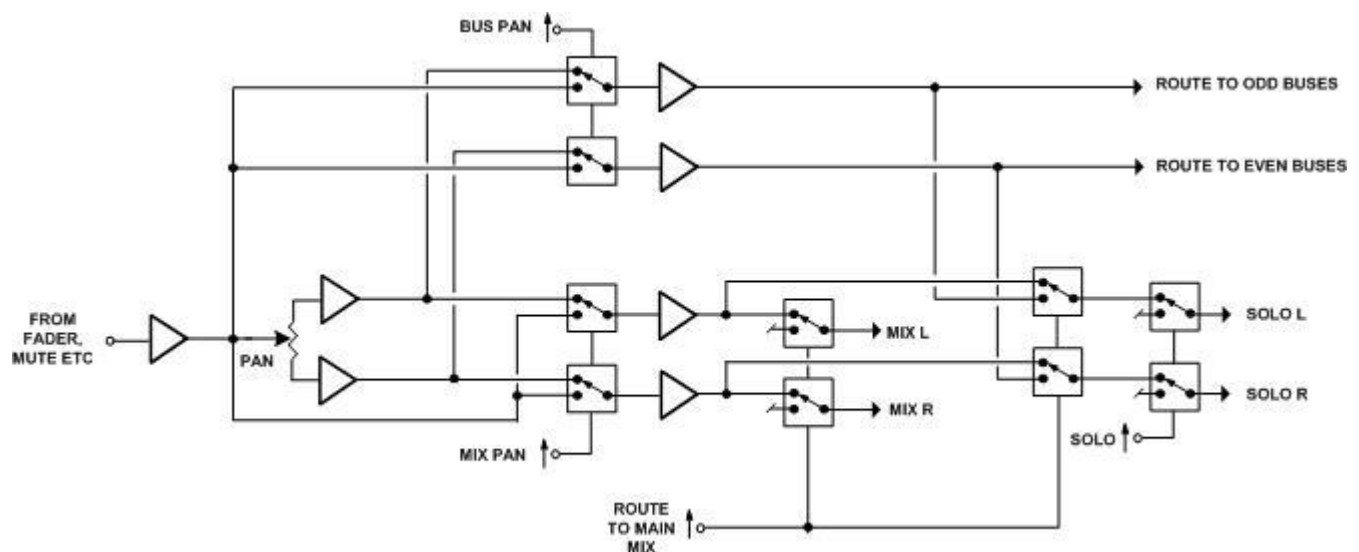 BUS PAN
ROUTE TO ODD BUSES
ROUTE TO EVEN BUSES
FROM
FADER,
MUTE ETC
PAN
MIX L
SOLO L
MIX R
SOLO R
MIX PAN
SOLO
ROUTE
TO MAIN
MIX